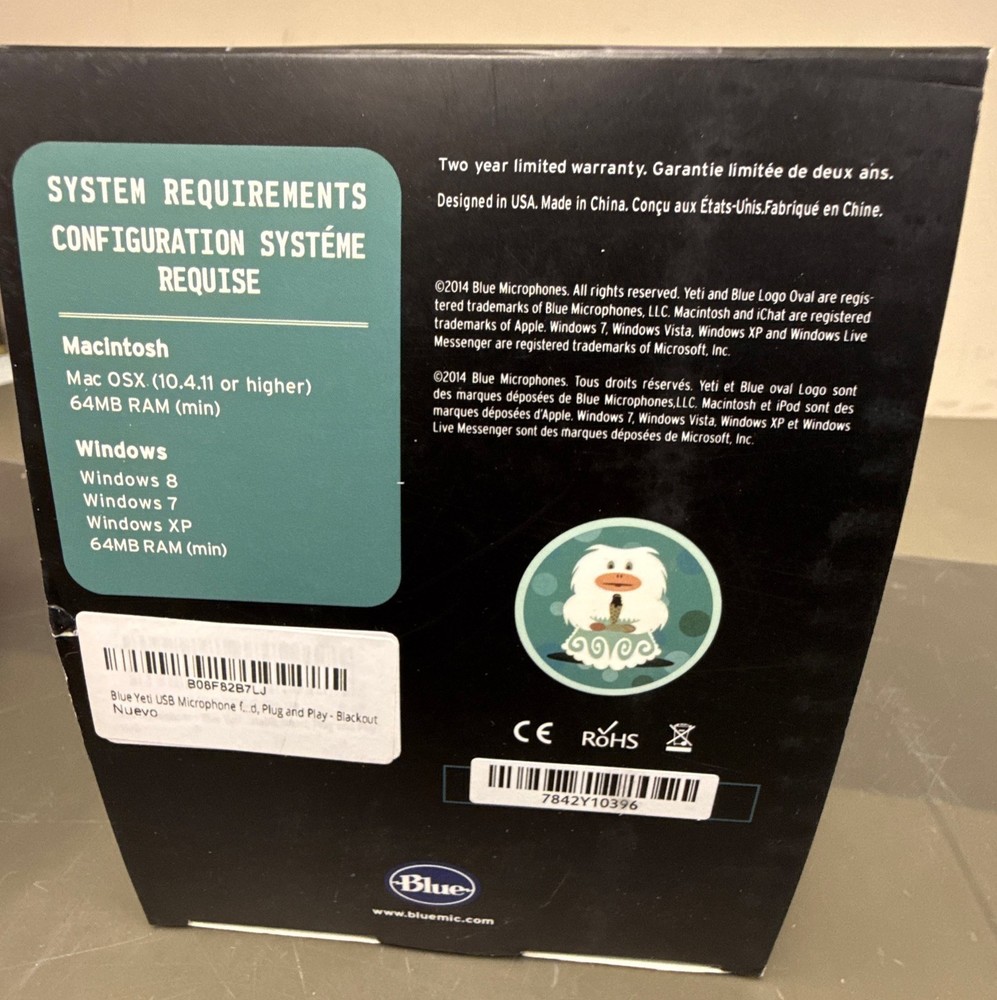 SYSTEM REQUIREMENTS
CONFIGURATION SYSTÉME
REQUISE
Macintosh
Mac OSX (10.4.11 or higher)
64MB RAM (min)
Windows
Windows 8
Windows 7
Windows XP
64MB RAM (min)
Two year limited warranty. Garantie limitée de deux ans.
Designed in USA. Made in China. Conçu aux États-Unis.Fabriqué en Chine.
©2014 Blue Microphones. All rights reserved. Yeti and Blue Logo Oval are regis-
tered trademarks of Blue Microphones, LLC. Macintosh and iChat are registered
trademarks of Apple. Windows 7, Windows Vista, Windows XP and Windows Live
Messenger are registered trademarks of Microsoft, Inc.
©2014 Blue Microphones. Tous droits réservés. Yeti et Blue oval Logo sont
des marques déposées de Blue Microphones,LLC. Macintosh et iPod sont des
marques déposées d'Apple. Windows 7, Windows Vista, Windows XP et Windows
Live Messenger sont des marques déposées de Microsoft, Inc.
B08F82B7LJ
Blue Yeti USB Microphone f...d, Plug and Play - Blackout
Nuevo
CE RoHS
7842Y10396
Blue
www.bluemic.com